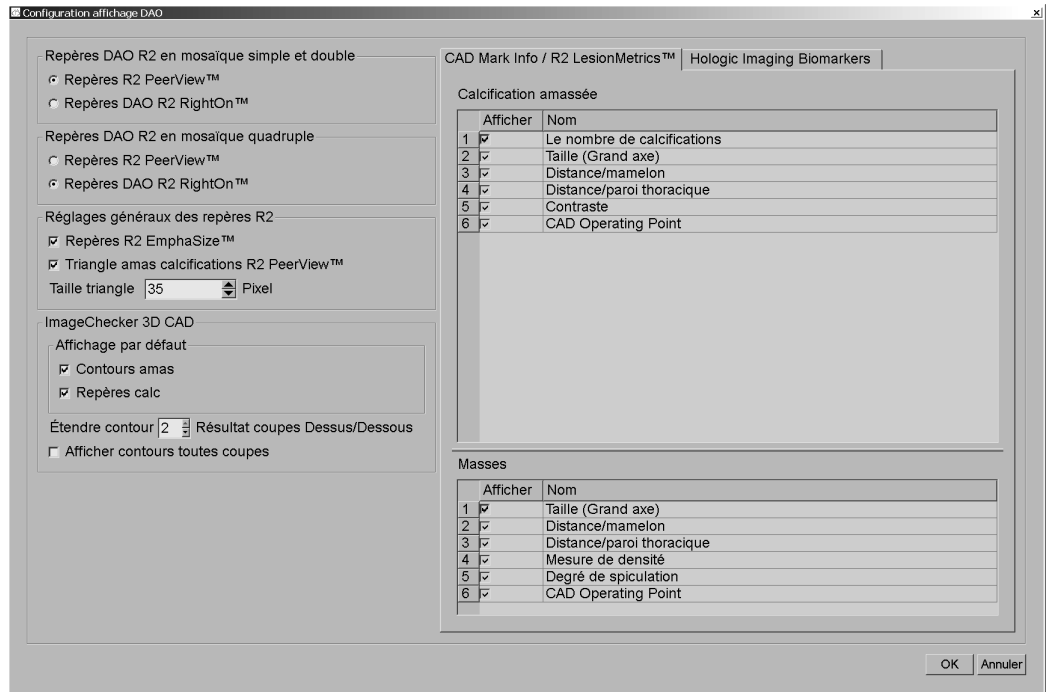 Configuration affichage DAO
Repères DAO R2 en mosaïque simple et double
Repères R2 PeerView™
Repères DAO R2 RightOn™
Repères DAO R2 en mosaïque quadruple
Repères R2 PeerView™
Repères DAO R2 RightOn™
Réglages généraux des repères R2
Repères R2 EmphaSize™
Triangle amas calcifications R2 PeerView™
Taille triangle 35 Pixel
ImageChecker 3D CAD
Affichage par défaut
Contours amas
Repères calc
Étendre contour 2 Résultat coupes Dessus/Dessous
Afficher contours toutes coupes
CAD Mark Info / R2 LesionMetrics™ Hologic Imaging Biomarkers
Calcification amassée
Afficher Nom
1 Le nombre de calcifications
2 Taille (Grand axe)
3 Distance/mamelon
4 Distance/paroi thoracique
5 Contraste
6 CAD Operating Point
Masses
Afficher Nom
1 Taille (Grand axe)
2 Distance/mamelon
3 Distance/paroi thoracique
4 Mesure de densité
5 Degré de spiculation
6 CAD Operating Point
OK Annuler